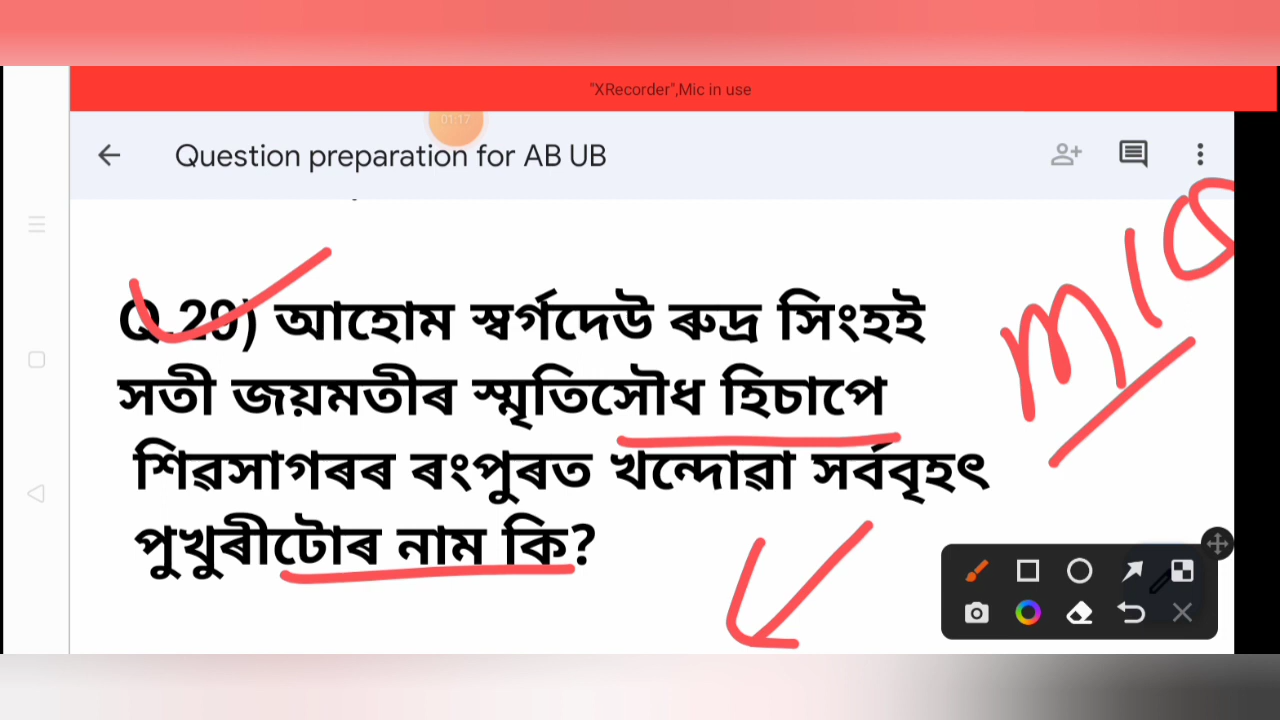 "XRecorder",Mic in use
01:17
Question preparation for AB UB
Q.20) আহোম স্বৰ্গদেউ ৰুদ্ৰ সিংহই
সতী জয়মতীৰ স্মৃতিসৌধ হিচাপে
শিৱসাগৰৰ ৰংপুৰত খন্দোৱা সৰ্ববৃহৎ
পুখুৰীটোৰ নাম কি?